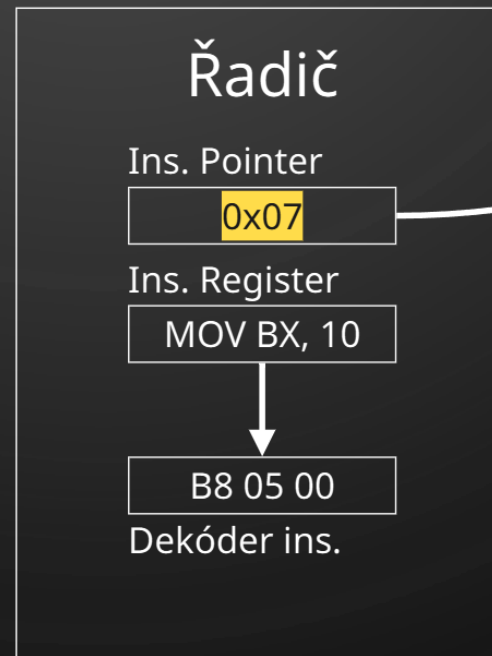 Řadič
Ins. Pointer
0x07
Ins. Register
MOV BX, 10
B8 05 00
Dekóder ins.